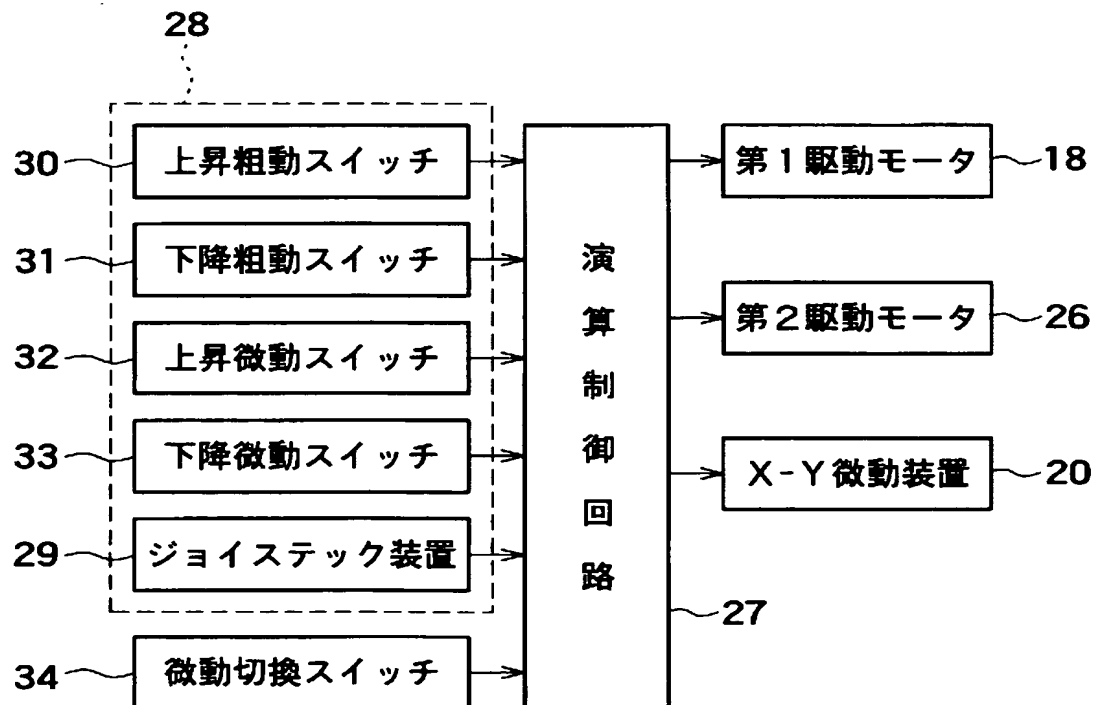 28
30 上昇粗動スイッチ
31 下降粗動スイッチ
32 上昇微動スイッチ
33 下降微動スイッチ
29 ジョイステック装置
34 微動切換スイッチ
演算制御回路
27
第1駆動モータ 18
第2駆動モータ 26
X-Y微動装置 20